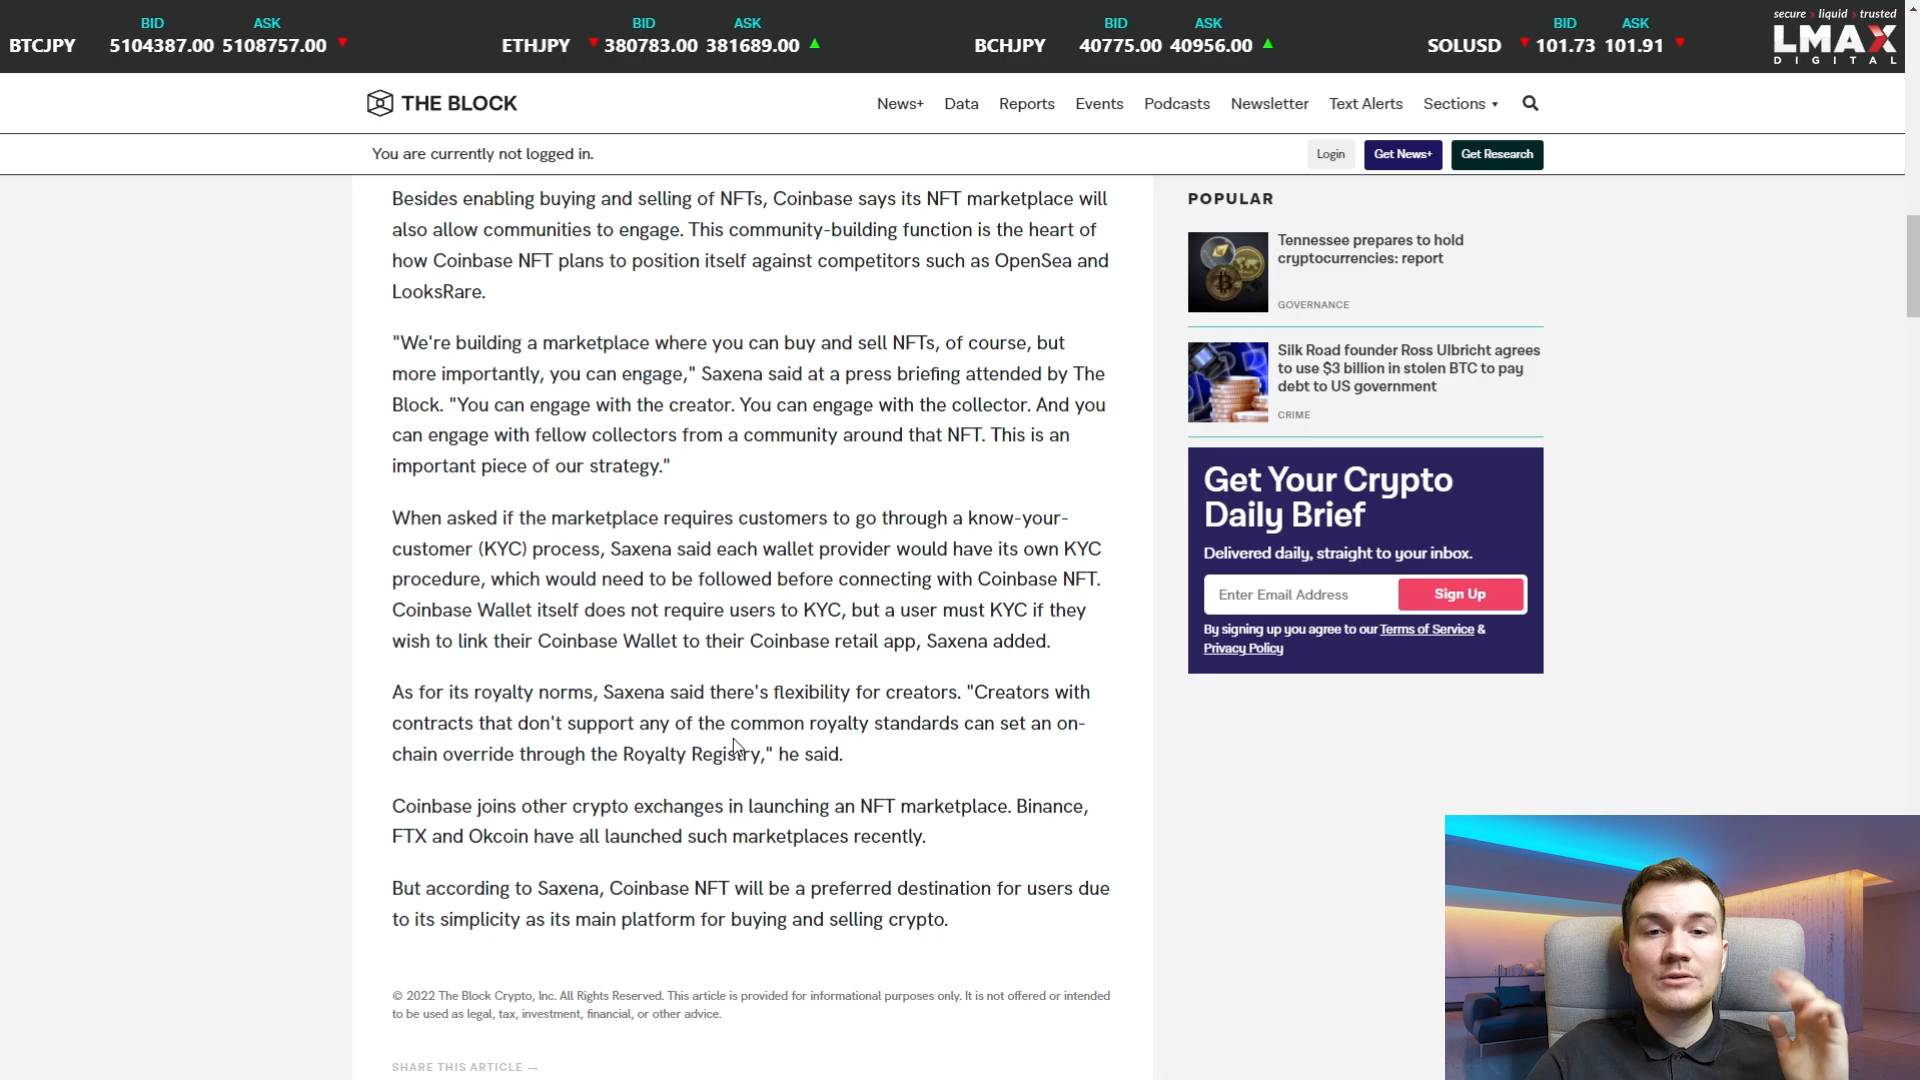 BID ASK BID ASK BID ASK BID ASK secure liquid trusted
BTCJPY 5104387.00 5108757.00 ETHJPY 380783.00 381689.00 BCHJPY 40775.00 40956.00 SOLUSD 101.73 101.91 LMAX
DIGITAL
THE BLOCK News+ Data Reports Events Podcasts Newsletter Text Alerts Sections
You are currently not logged in. Login Get News+ Get Research
Besides enabling buying and selling of NFTs, Coinbase says its NFT marketplace will
also allow communities to engage. This community-building function is the heart of
how Coinbase NFT plans to position itself against competitors such as OpenSea and
LooksRare.
"We're building a marketplace where you can buy and sell NFTs, of course, but
more importantly, you can engage," Saxena said at a press briefing attended by The
Block. "You can engage with the creator. You can engage with the collector. And you
can engage with fellow collectors from a community around that NFT. This is an
important piece of our strategy."
When asked if the marketplace requires customers to go through a know-your-
customer (KYC) process, Saxena said each wallet provider would have its own KYC
procedure, which would need to be followed before connecting with Coinbase NFT.
Coinbase Wallet itself does not require users to KYC, but a user must KYC if they
wish to link their Coinbase Wallet to their Coinbase retail app, Saxena added.
As for its royalty norms, Saxena said there's flexibility for creators. "Creators with
contracts that don't support any of the common royalty standards can set an on-
chain override through the Royalty Registry," he said.
Coinbase joins other crypto exchanges in launching an NFT marketplace. Binance,
FTX and Okcoin have all launched such marketplaces recently.
But according to Saxena, Coinbase NFT will be a preferred destination for users due
to its simplicity as its main platform for buying and selling crypto.
© 2022 The Block Crypto, Inc. All Rights Reserved. This article is provided for informational purposes only. It is not offered or intended
to be used as legal, tax, investment, financial, or other advice.
SHARE THIS ARTICLE →
POPULAR
Tennessee prepares to hold
cryptocurrencies: report
GOVERNANCE
Silk Road founder Ross Ulbricht agrees
to use $3 billion in stolen BTC to pay
debt to US government
CRIME
Get Your Crypto
Daily Brief
Delivered daily, straight to your inbox.
Enter Email Address Sign Up
By signing up you agree to our Terms of Service &
Privacy Policy